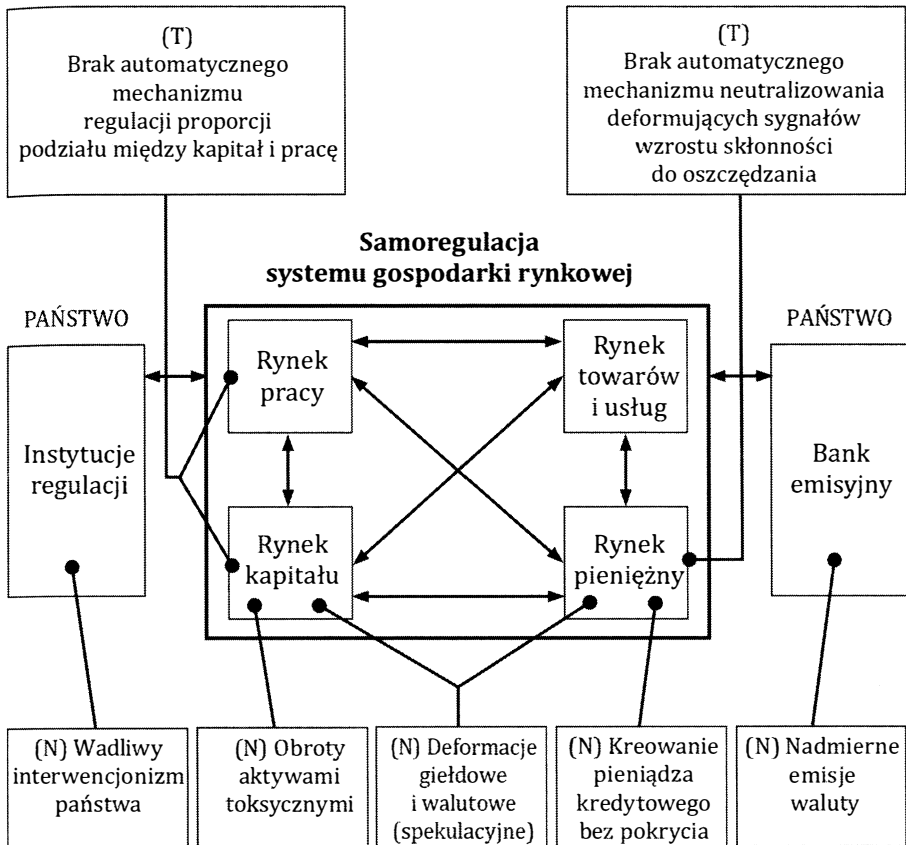 (T)
Brak automatycznego
mechanizmu
regulacji proporcji
podziału między kapitał i pracę
(T)
Brak automatycznego
mechanizmu neutralizowania
deformujących sygnałów
wzrostu skłonności
do oszczędzania
Samoregulacja
systemu gospodarki rynkowej
PAŃSTWO
PAŃSTWO
Instytucje
regulacji
Rynek
pracy
Rynek
towarów
i usług
Bank
emisyjny
Rynek
kapitału
Rynek
pieniężny
(N) Wadliwy
interwencjonizm
państwa
(N) Obroty
aktywami
toksycznymi
(N) Deformacje
giełdowe
i walutowe
(spekulacyjne)
(N) Kreowanie
pieniądza
kredytowego
bez pokrycia
(N) Nadmierne
emisje
waluty